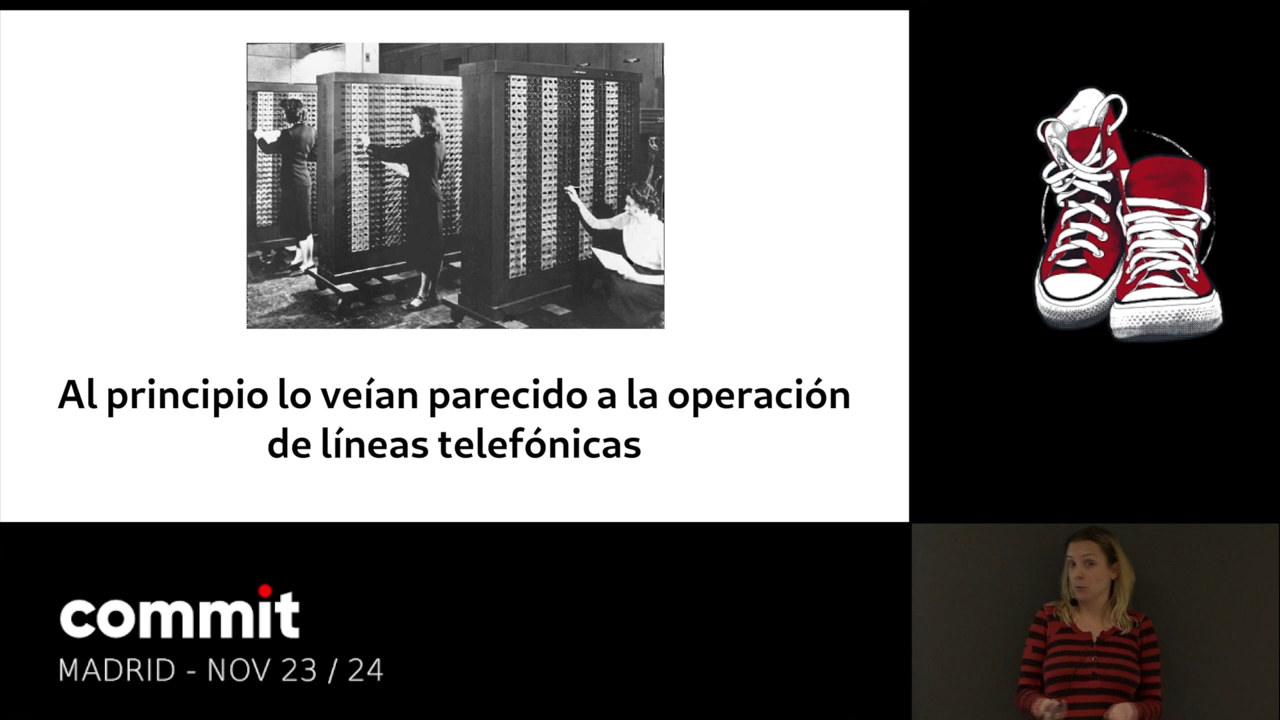 Al principio lo veían parecido a la operación
de líneas telefónicas
commit
MADRID - NOV 23 / 24